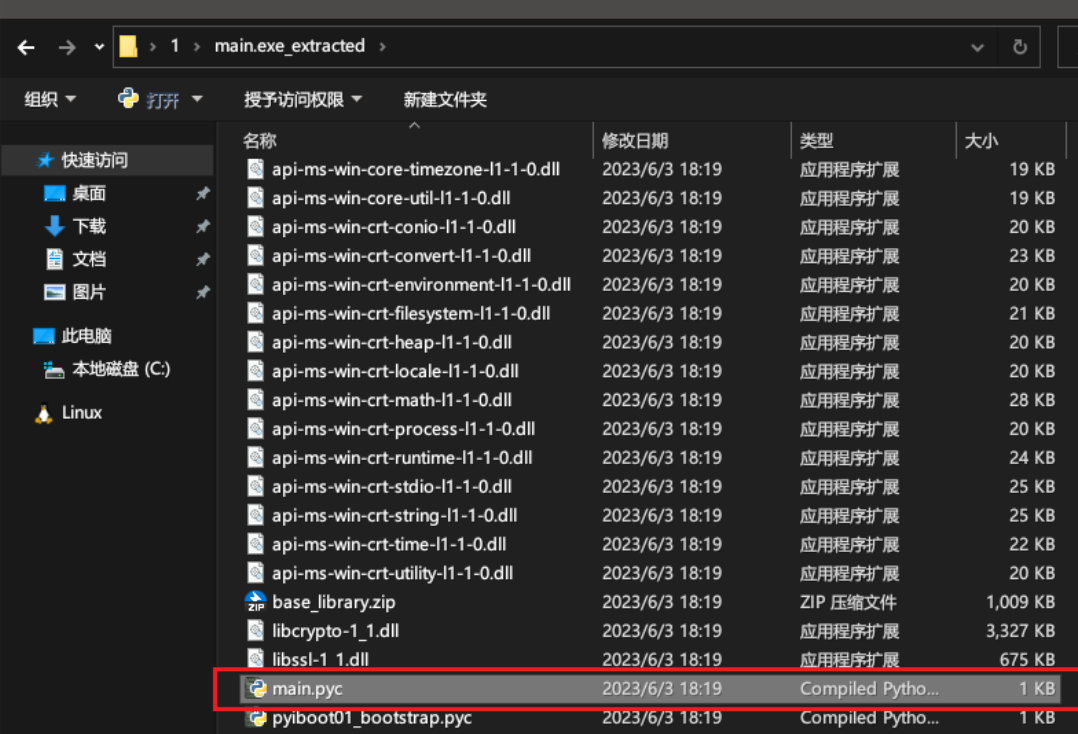 1 main.exe_extracted
组织 打开 授予访问权限 新建文件夹
名称 修改日期 类型 大小
快速访问
桌面
下载
文档
图片
此电脑
本地磁盘 (C:)
Linux
api-ms-win-core-timezone-l1-1-0.dll 2023/6/3 18:19 应用程序扩展 19 KB
api-ms-win-core-util-l1-1-0.dll 2023/6/3 18:19 应用程序扩展 19 KB
api-ms-win-crt-conio-l1-1-0.dll 2023/6/3 18:19 应用程序扩展 20 KB
api-ms-win-crt-convert-l1-1-0.dll 2023/6/3 18:19 应用程序扩展 23 KB
api-ms-win-crt-environment-l1-1-0.dll 2023/6/3 18:19 应用程序扩展 20 KB
api-ms-win-crt-filesystem-l1-1-0.dll 2023/6/3 18:19 应用程序扩展 21 KB
api-ms-win-crt-heap-l1-1-0.dll 2023/6/3 18:19 应用程序扩展 20 KB
api-ms-win-crt-locale-l1-1-0.dll 2023/6/3 18:19 应用程序扩展 20 KB
api-ms-win-crt-math-l1-1-0.dll 2023/6/3 18:19 应用程序扩展 28 KB
api-ms-win-crt-process-l1-1-0.dll 2023/6/3 18:19 应用程序扩展 20 KB
api-ms-win-crt-runtime-l1-1-0.dll 2023/6/3 18:19 应用程序扩展 24 KB
api-ms-win-crt-stdio-l1-1-0.dll 2023/6/3 18:19 应用程序扩展 25 KB
api-ms-win-crt-string-l1-1-0.dll 2023/6/3 18:19 应用程序扩展 25 KB
api-ms-win-crt-time-l1-1-0.dll 2023/6/3 18:19 应用程序扩展 22 KB
api-ms-win-crt-utility-l1-1-0.dll 2023/6/3 18:19 应用程序扩展 20 KB
base_library.zip 2023/6/3 18:19 ZIP 压缩文件 1,009 KB
libcrypto-1_1.dll 2023/6/3 18:19 应用程序扩展 3,327 KB
libssl-1_1.dll 2023/6/3 18:19 应用程序扩展 675 KB
main.pyc 2023/6/3 18:19 Compiled Pytho... 1 KB
pyiboot01_bootstrap.pyc 2023/6/3 18:19 Compiled Pytho... 1 KB